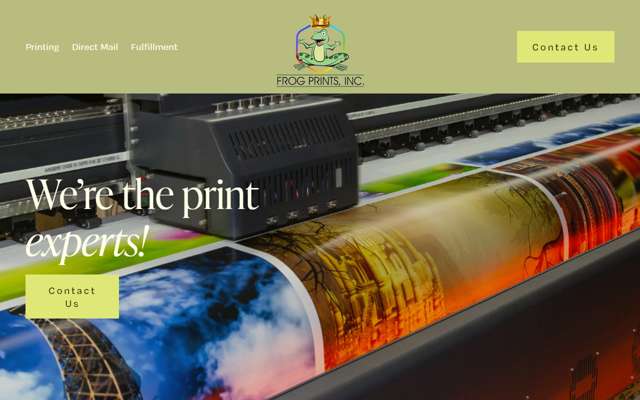 Printing
Direct Mail
Fulfillment
FROG PRINTS, INC.
Contact Us
We're the print
experts!
Contact
Us